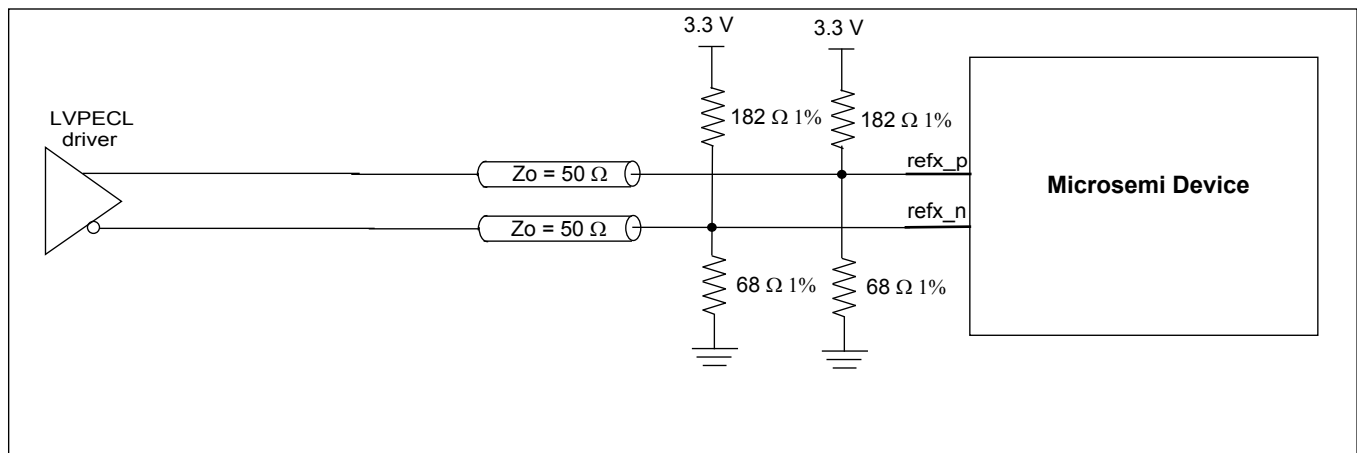 3.3 V
3.3 V
LVPECL
driver
182 Ω 1%
182 Ω 1%
Zo = 50 Ω
refx_p
Microsemi Device
Zo = 50 Ω
refx_n
68 Ω 1%
68 Ω 1%